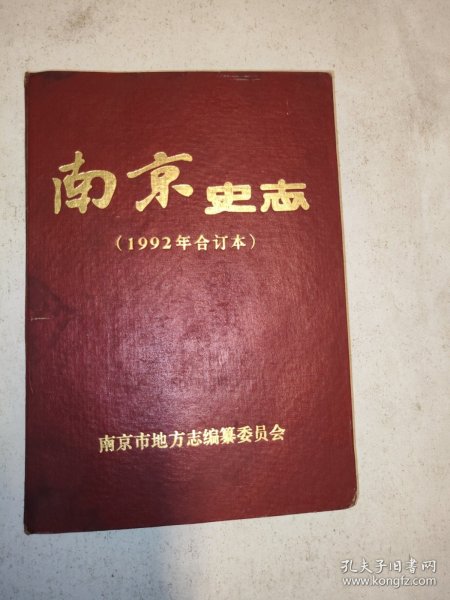 南京史志
(1992年合订本)
南京市地方志编纂委员会
孔夫子旧书网
www.kongfz.com